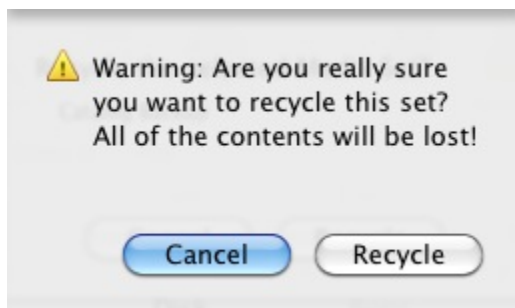 Warning: Are you really sure
you want to recycle this set?
All of the contents will be lost!
Cancel
Recycle